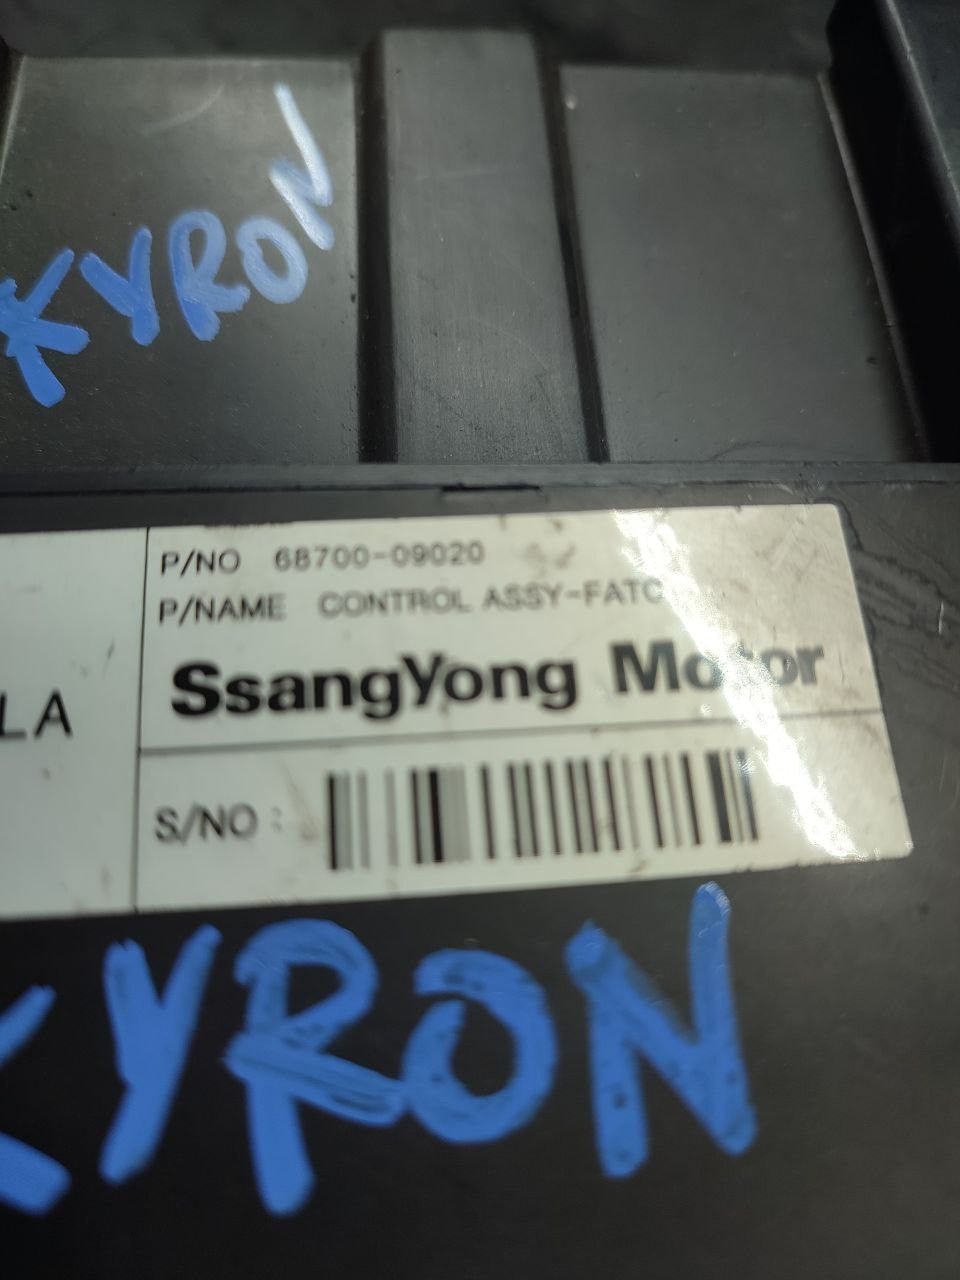 KYRON
P/NO 68700-09020
P/NAME CONTROL ASSY-FATC
SsangYong Motor
LA
S/NO :
KYRON